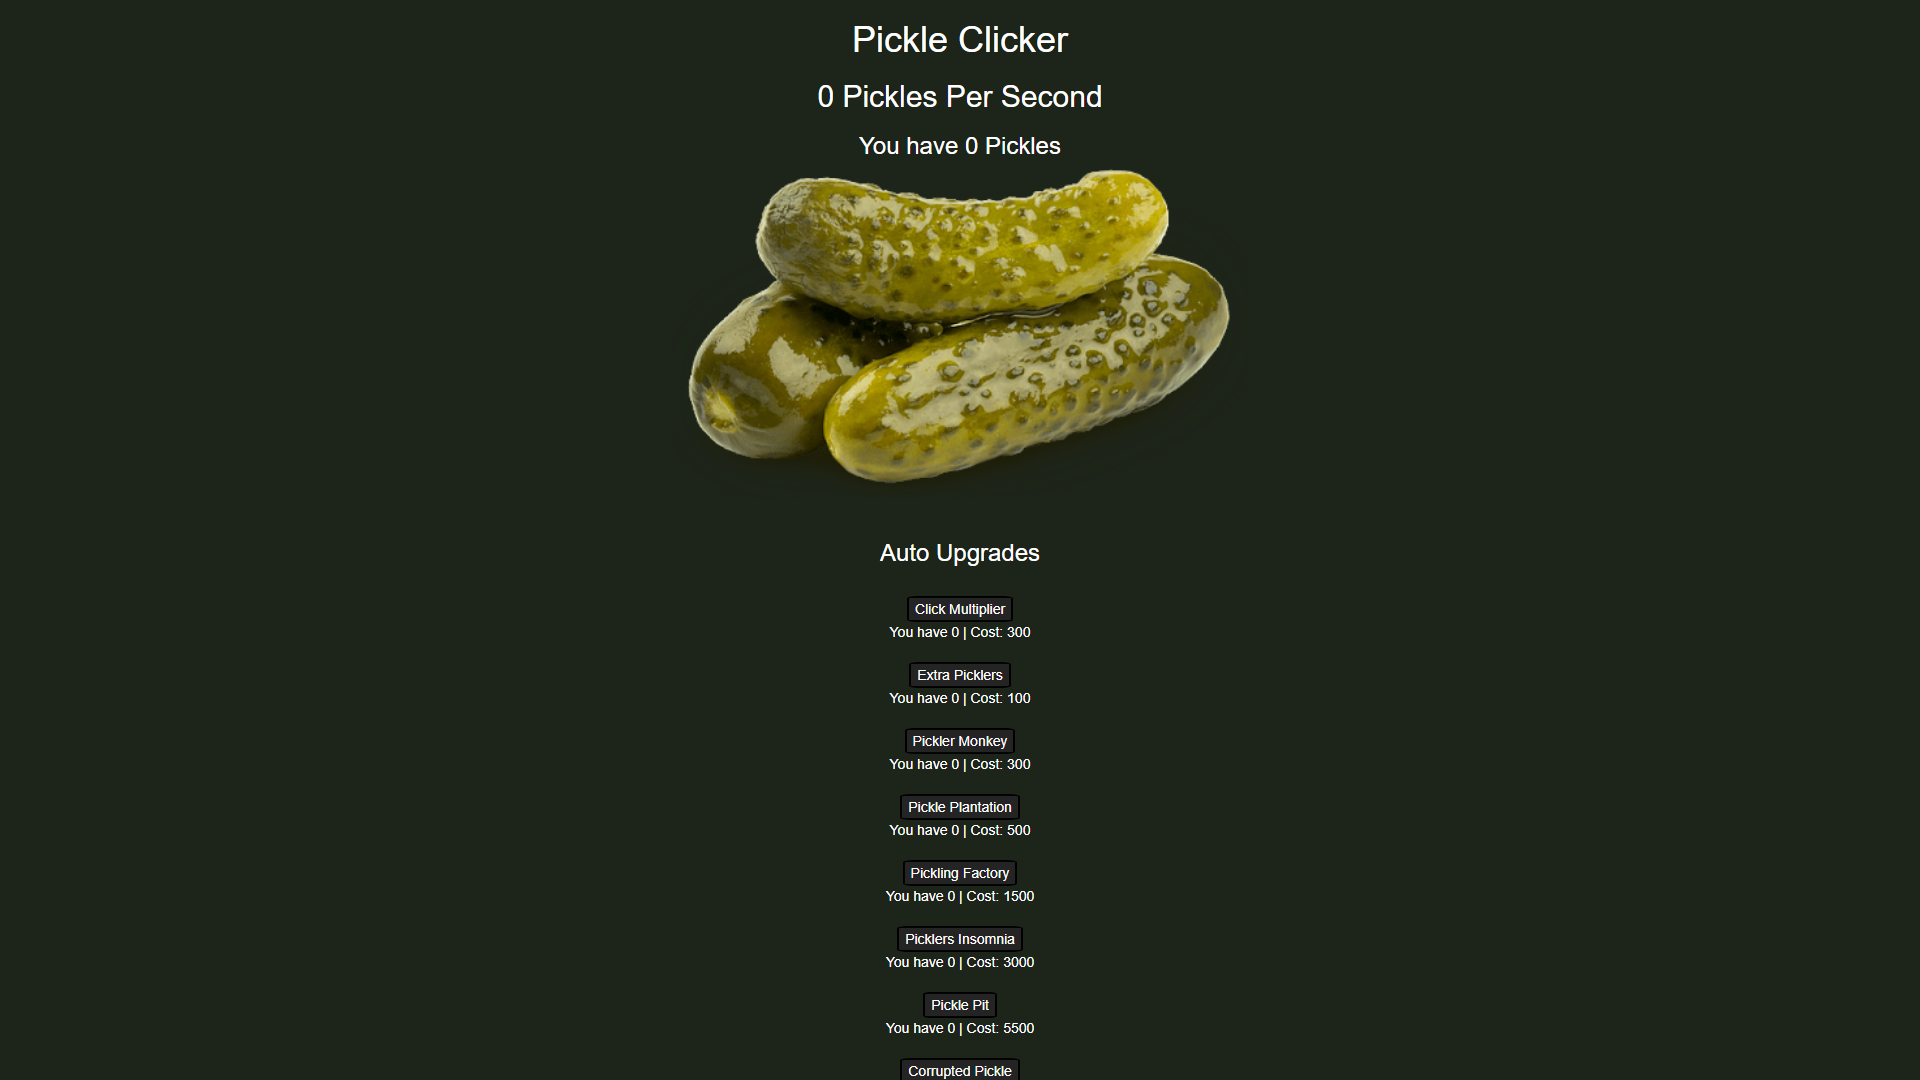 Pickle Clicker
0 Pickles Per Second
You have 0 Pickles
Auto Upgrades
Click Multiplier
You have 0 | Cost: 300
Extra Picklers
You have 0 | Cost: 100
Pickler Monkey
You have 0 | Cost: 300
Pickle Plantation
You have 0 | Cost: 500
Pickling Factory
You have 0 | Cost: 1500
Picklers Insomnia
You have 0 | Cost: 3000
Pickle Pit
You have 0 | Cost: 5500
Corrupted Pickle